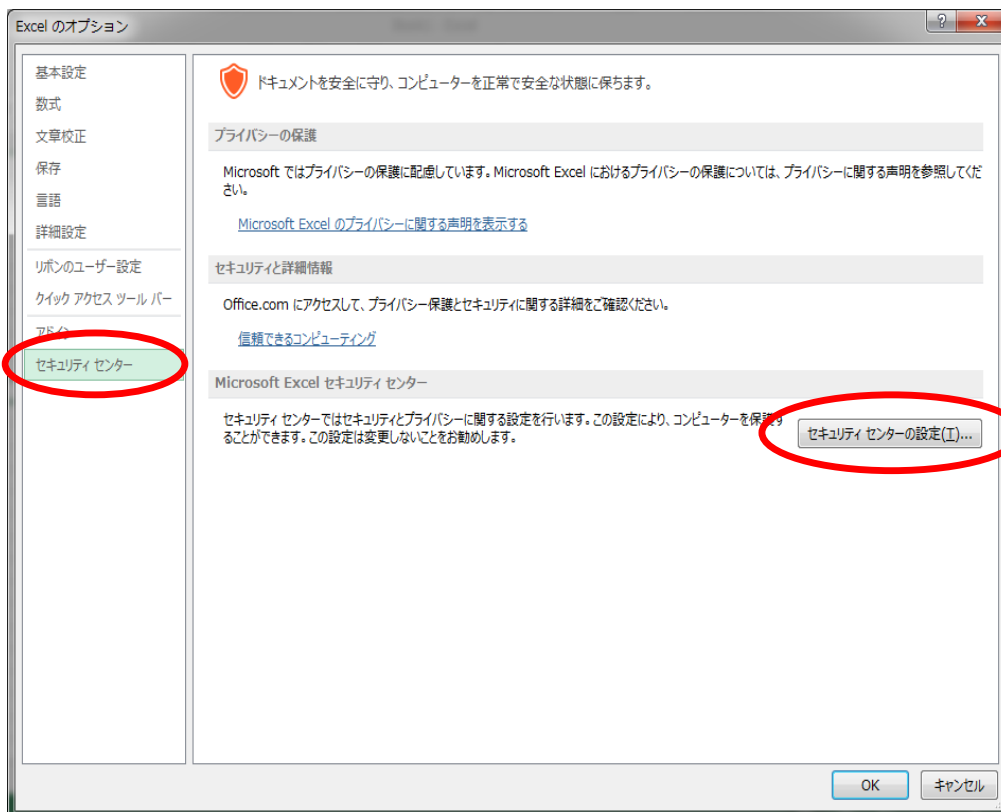 Excel のオプション
基本設定
数式
文章校正
保存
言語
詳細設定
リボンのユーザー設定
クイック アクセス ツール バー
アドイン
セキュリティ センター
ドキュメントを安全に守り、コンピューターを正常で安全な状態に保ちます。
プライバシーの保護
Microsoft ではプライバシーの保護に配慮しています。Microsoft Excel におけるプライバシーの保護については、プライバシーに関する声明を参照してくだ
さい。
Microsoft Excel のプライバシーに関する声明を表示する
セキュリティと詳細情報
Office.com にアクセスして、プライバシー保護とセキュリティに関する詳細をご確認ください。
信頼できるコンピューティング
Microsoft Excel セキュリティ センター
セキュリティ センターではセキュリティとプライバシーに関する設定を行います。この設定により、コンピューターを保護す
ることができます。この設定は変更しないことをお勧めします。
セキュリティ センターの設定(T)...
OK
キャンセル